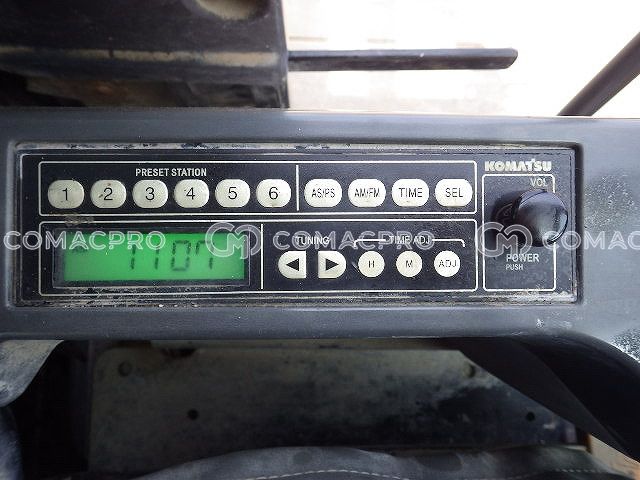 PRESET STATION
1 2 3 4 5 6 AS/PS AM/FM TIME SEL
KOMATSU
VOL
POWER
PUSH
TUNING TIME ADJ
H M ADJ
COMACPRO COMACPRO COMACPRO